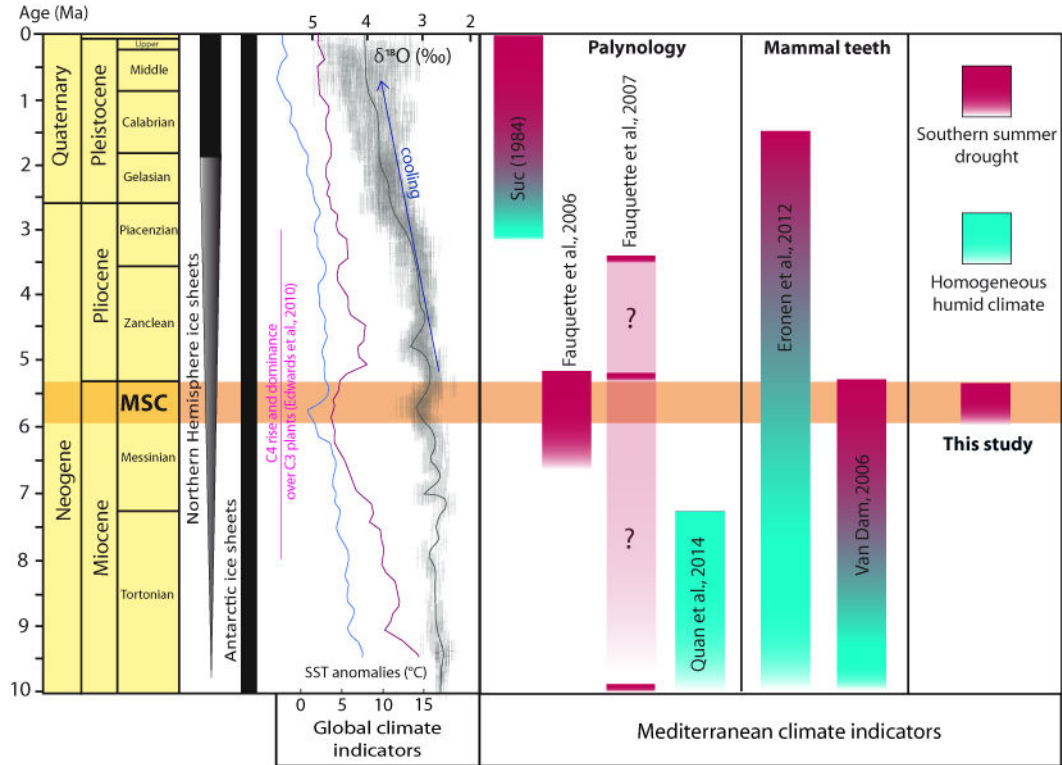 Age (Ma)
5
4
3
2
0
1
2
3
4
5
6
7
8
9
10
Quaternary
Neogene
Pleistocene
Pliocene
Miocene
Upper
Middle
Calabrian
Gelasian
Piacenzian
Zanclean
MSC
Messinian
Tortonian
Northern Hemisphere ice sheets
Antarctic ice sheets
δ¹⁸O (‰)
cooling
C4 rise and dominance
over C3 plants (Edwards et al., 2010)
SST anomalies (°C)
0
5
10
15
Global climate
indicators
Palynology
Suc (1984)
Fauquette et al., 2006
Fauquette et al., 2007
?
?
Quan et al., 2014
Mammal teeth
Eronen et al., 2012
Van Dam, 2006
Southern summer
drought
Homogeneous
humid climate
This study
Mediterranean climate indicators